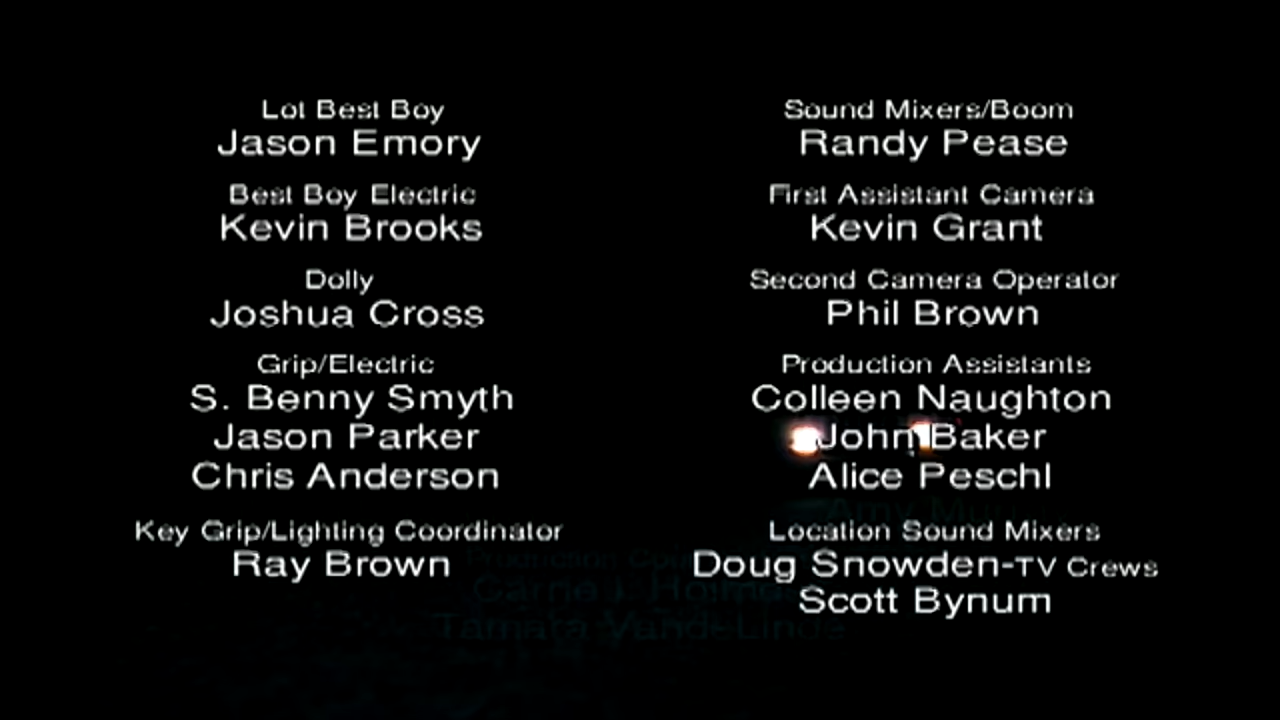 Lot Best Boy
Jason Emory
Best Boy Electric
Kevin Brooks
Dolly
Joshua Cross
Grip/Electric
S. Benny Smyth
Jason Parker
Chris Anderson
Key Grip/Lighting Coordinator
Ray Brown
Sound Mixers/Boom
Randy Pease
First Assistant Camera
Kevin Grant
Second Camera Operator
Phil Brown
Production Assistants
Colleen Naughton
John Baker
Alice Peschl
Location Sound Mixers
Doug Snowden-TV Crews
Scott Bynum
Amy
Production
Tamara